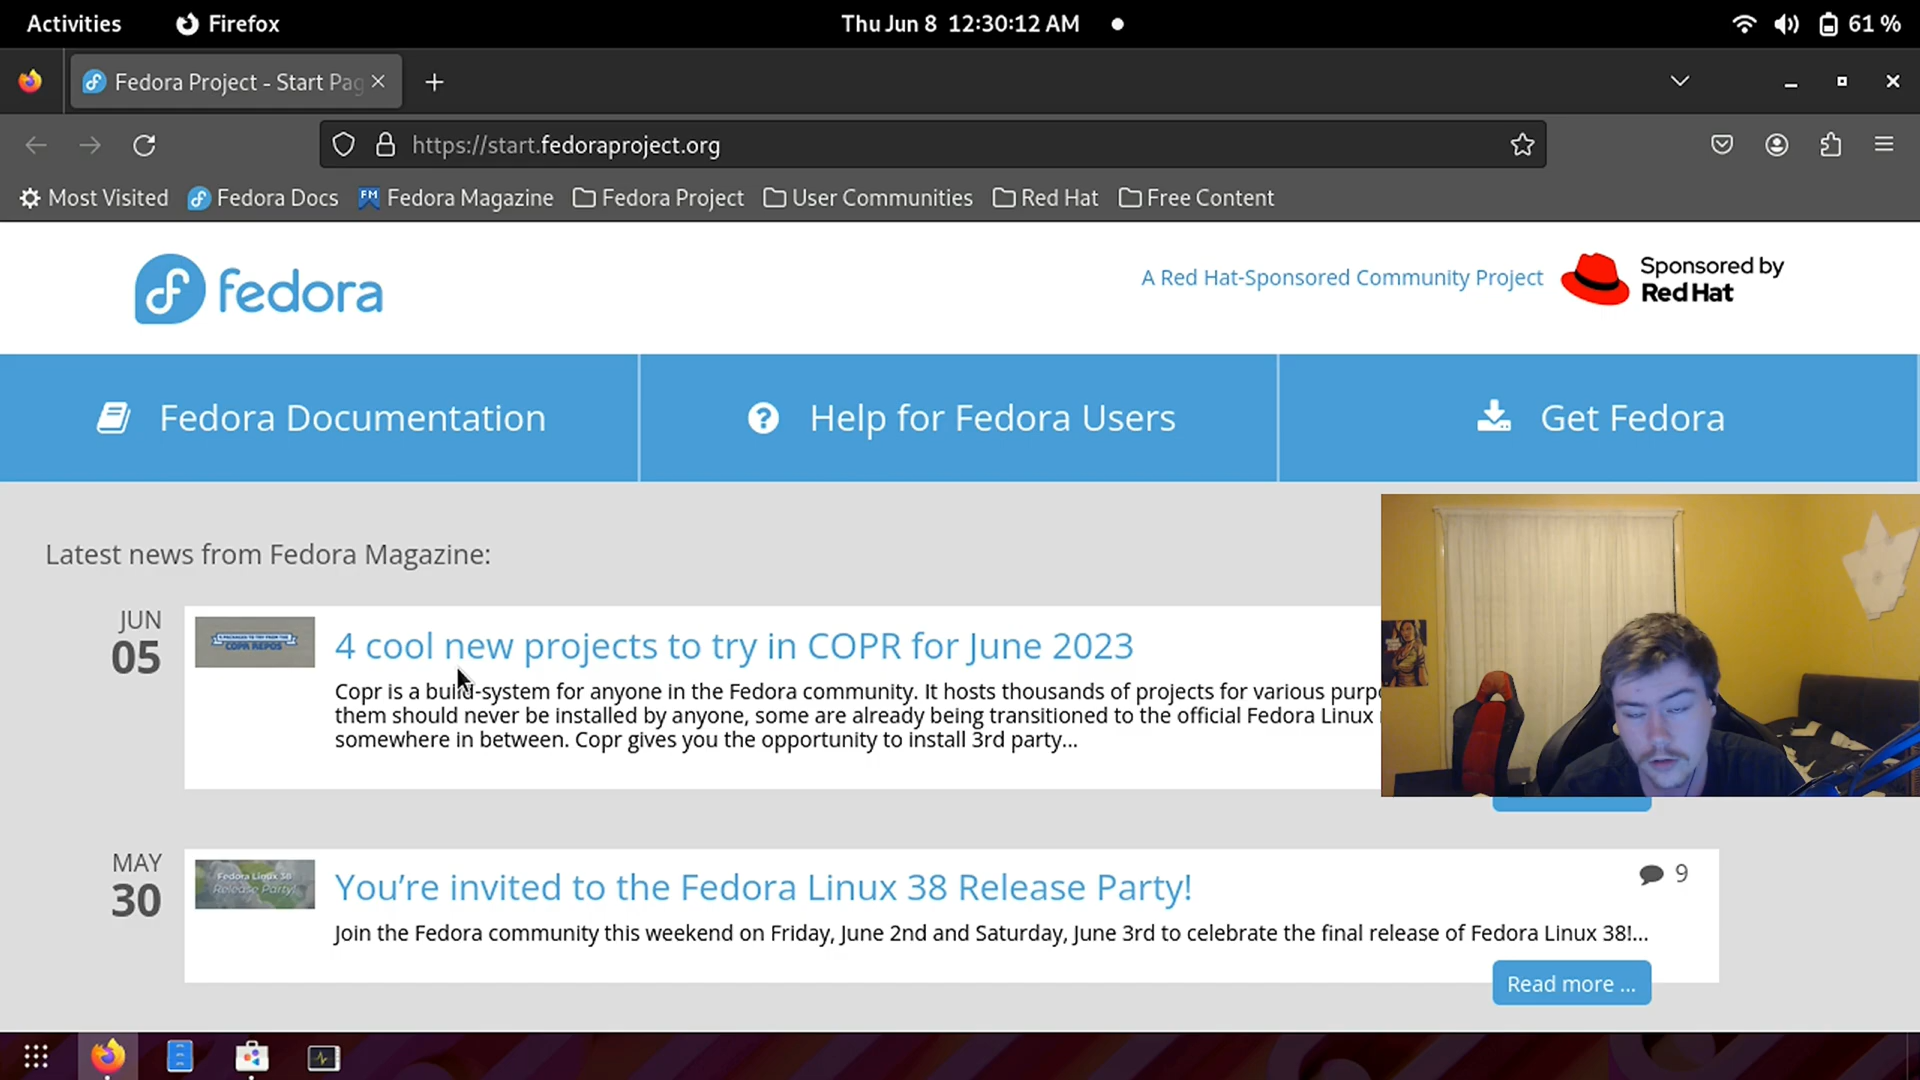 Activities Firefox Thu Jun 8 12:30:12 AM 61 %
Fedora Project - Start Pag
https://start.fedoraproject.org
Most Visited Fedora Docs FM Fedora Magazine Fedora Project User Communities Red Hat Free Content
fedora A Red Hat-Sponsored Community Project Sponsored by
Red Hat
Fedora Documentation Help for Fedora Users Get Fedora
Latest news from Fedora Magazine:
JUN
05
COPR REPOS
4 cool new projects to try in COPR for June 2023
Copr is a build-system for anyone in the Fedora community. It hosts thousands of projects for various purpo
them should never be installed by anyone, some are already being transitioned to the official Fedora Linux
somewhere in between. Copr gives you the opportunity to install 3rd party...
MAY
30
Fedora Linux 38
Release Party!
You're invited to the Fedora Linux 38 Release Party!
9
Join the Fedora community this weekend on Friday, June 2nd and Saturday, June 3rd to celebrate the final release of Fedora Linux 38!...
Read more ...